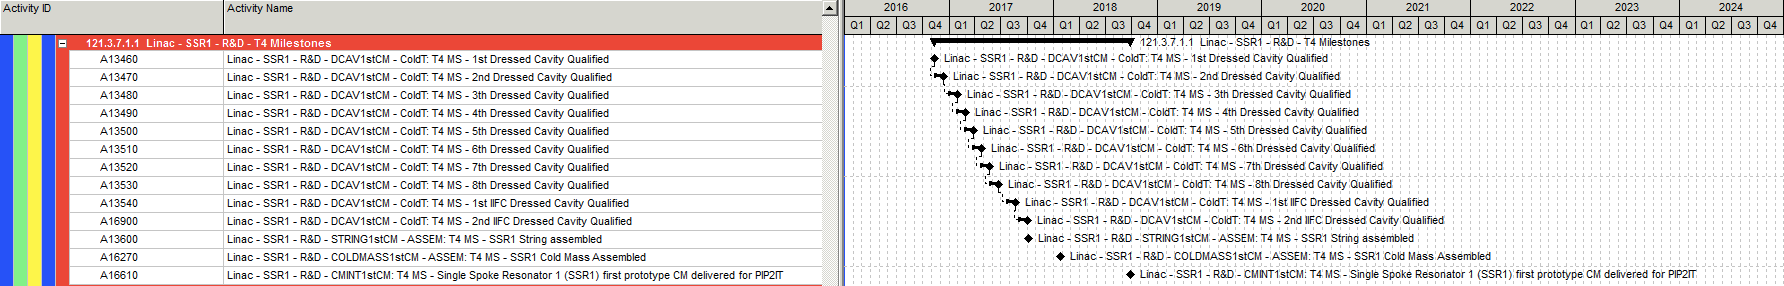 Activity ID Activity Name 2016 2017 2018 2019 2020 2021 2022 2023 2024
Q1 Q2 Q3 Q4 Q1 Q2 Q3 Q4 Q1 Q2 Q3 Q4 Q1 Q2 Q3 Q4 Q1 Q2 Q3 Q4 Q1 Q2 Q3 Q4 Q1 Q2 Q3 Q4 Q1 Q2 Q3 Q4 Q1 Q2 Q3 Q4
121.3.7.1.1 Linac - SSR1 - R&D - T4 Milestones 121.3.7.1.1 Linac - SSR1 - R&D - T4 Milestones
A13460 Linac - SSR1 - R&D - DCAV1stCM - ColdT: T4 MS - 1st Dressed Cavity Qualified Linac - SSR1 - R&D - DCAV1stCM - ColdT: T4 MS - 1st Dressed Cavity Qualified
A13470 Linac - SSR1 - R&D - DCAV1stCM - ColdT: T4 MS - 2nd Dressed Cavity Qualified Linac - SSR1 - R&D - DCAV1stCM - ColdT: T4 MS - 2nd Dressed Cavity Qualified
A13480 Linac - SSR1 - R&D - DCAV1stCM - ColdT: T4 MS - 3th Dressed Cavity Qualified Linac - SSR1 - R&D - DCAV1stCM - ColdT: T4 MS - 3th Dressed Cavity Qualified
A13490 Linac - SSR1 - R&D - DCAV1stCM - ColdT: T4 MS - 4th Dressed Cavity Qualified Linac - SSR1 - R&D - DCAV1stCM - ColdT: T4 MS - 4th Dressed Cavity Qualified
A13500 Linac - SSR1 - R&D - DCAV1stCM - ColdT: T4 MS - 5th Dressed Cavity Qualified Linac - SSR1 - R&D - DCAV1stCM - ColdT: T4 MS - 5th Dressed Cavity Qualified
A13510 Linac - SSR1 - R&D - DCAV1stCM - ColdT: T4 MS - 6th Dressed Cavity Qualified Linac - SSR1 - R&D - DCAV1stCM - ColdT: T4 MS - 6th Dressed Cavity Qualified
A13520 Linac - SSR1 - R&D - DCAV1stCM - ColdT: T4 MS - 7th Dressed Cavity Qualified Linac - SSR1 - R&D - DCAV1stCM - ColdT: T4 MS - 7th Dressed Cavity Qualified
A13530 Linac - SSR1 - R&D - DCAV1stCM - ColdT: T4 MS - 8th Dressed Cavity Qualified Linac - SSR1 - R&D - DCAV1stCM - ColdT: T4 MS - 8th Dressed Cavity Qualified
A13540 Linac - SSR1 - R&D - DCAV1stCM - ColdT: T4 MS - 1st IIFC Dressed Cavity Qualified Linac - SSR1 - R&D - DCAV1stCM - ColdT: T4 MS - 1st IIFC Dressed Cavity Qualified
A16900 Linac - SSR1 - R&D - DCAV1stCM - ColdT: T4 MS - 2nd IIFC Dressed Cavity Qualified Linac - SSR1 - R&D - DCAV1stCM - ColdT: T4 MS - 2nd IIFC Dressed Cavity Qualified
A13600 Linac - SSR1 - R&D - STRING1stCM - ASSEM: T4 MS - SSR1 String assembled Linac - SSR1 - R&D - STRING1stCM - ASSEM: T4 MS - SSR1 String assembled
A16270 Linac - SSR1 - R&D - COLDMASS1stCM - ASSEM: T4 MS - SSR1 Cold Mass Assembled Linac - SSR1 - R&D - COLDMASS1stCM - ASSEM: T4 MS - SSR1 Cold Mass Assembled
A16610 Linac - SSR1 - R&D - CMINT1stCM: T4 MS - Single Spoke Resonator 1 (SSR1) first prototype CM delivered for PIP2IT Linac - SSR1 - R&D - CMINT1stCM: T4 MS - Single Spoke Resonator 1 (SSR1) first prototype CM delivered for PIP2IT